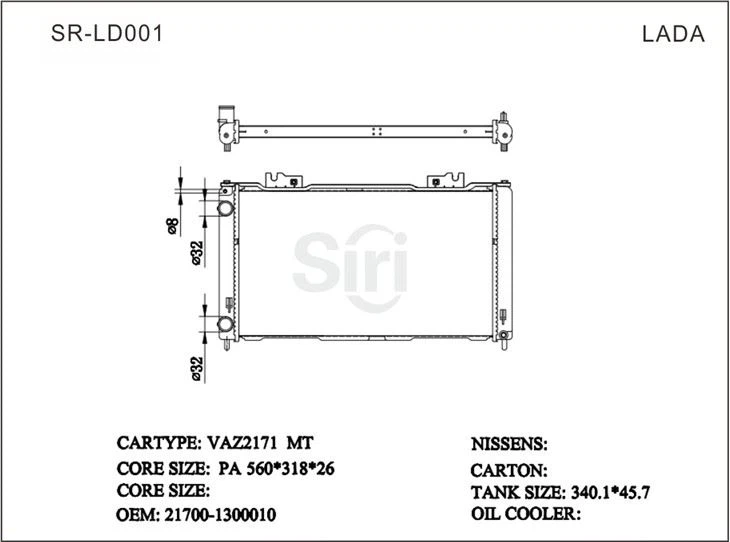 SR-LD001
LADA
ø8
ø32
ø32
Siri
CARTYPE: VAZ2171 MT
CORE SIZE: PA 560*318*26
CORE SIZE:
OEM: 21700-1300010
NISSENS:
CARTON:
TANK SIZE: 340.1*45.7
OIL COOLER: